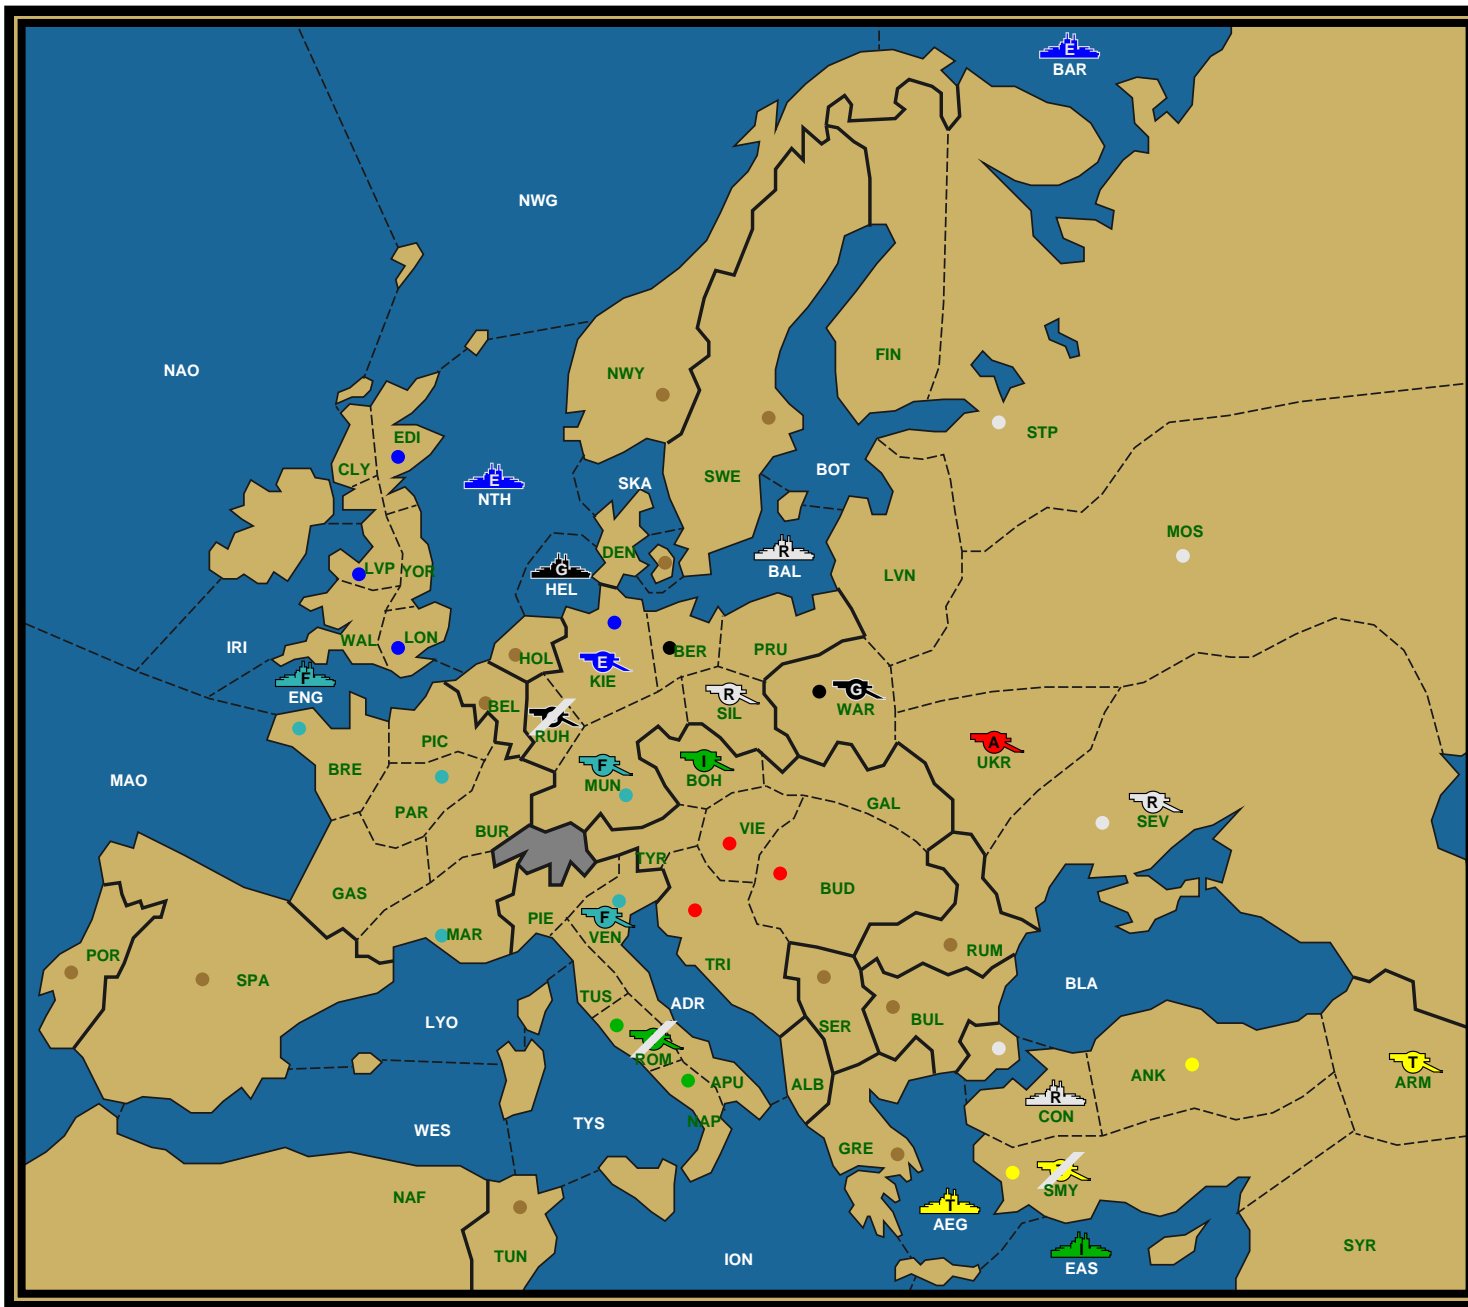 E
BAR
NWG
NAO
FIN
NWY
EDI
STP
CLY
BOT
SWE
SKA
E
NTH
MOS
R
BAL
DEN
G
HEL
LVP
YOR
LVN
IRI
WAL
LON
HOL
E
KIE
BER
PRU
F
ENG
BEL
R
SIL
G
WAR
RUH
PIC
A
UKR
BRE
F
MUN
I
BOH
MAO
PAR
GAL
R
SEV
BUR
VIE
TYR
GAS
BUD
PIE
F
VEN
MAR
POR
SPA
TRI
RUM
BLA
TUS
ADR
LYO
BUL
SER
ROM
APU
ALB
ANK
T
ARM
R
CON
NAP
TYS
WES
GRE
NAF
SMY
T
AEG
TUN
ION
I
EAS
SYR